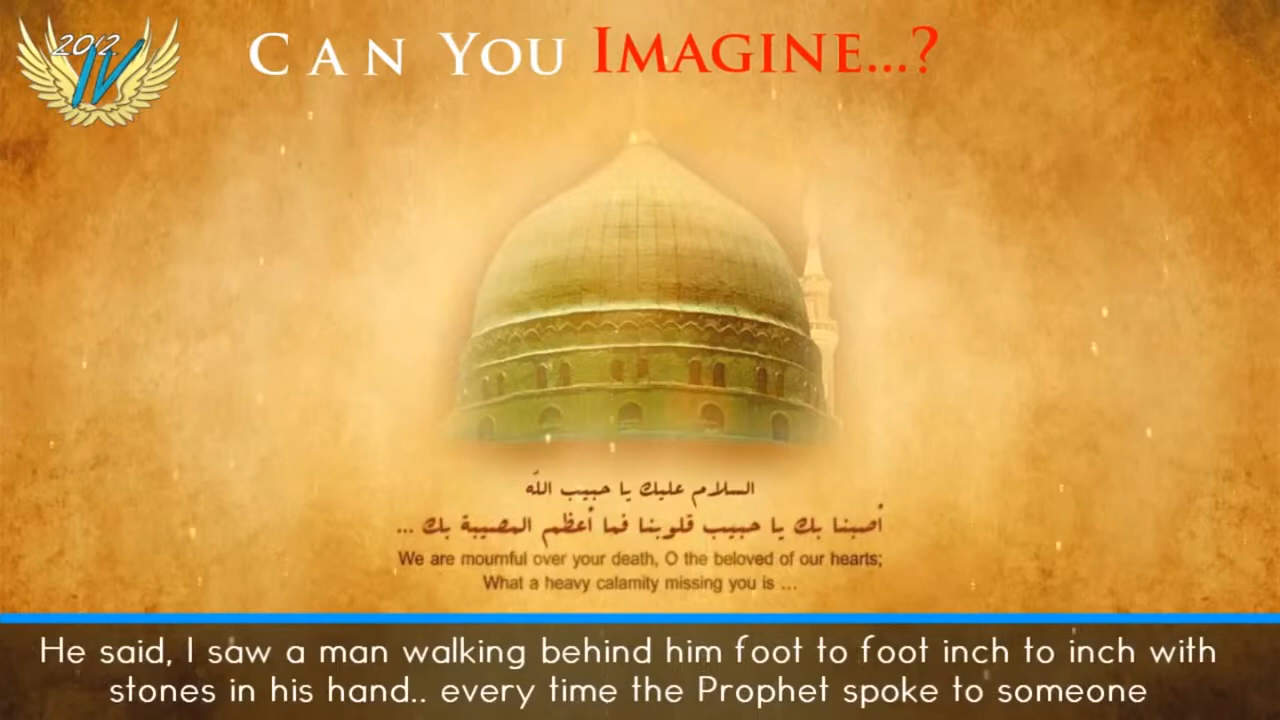 2012
IV
CAN YOU IMAGINE...?
السلام عليك يا حبيب الله
أصبنا بك يا حبيب قلوبنا فما أعظم المصيبة بك ...
We are mournful over your death, O the beloved of our hearts;
What a heavy calamity missing you is ...
He said, I saw a man walking behind him foot to foot inch to inch with
stones in his hand.. every time the Prophet spoke to someone